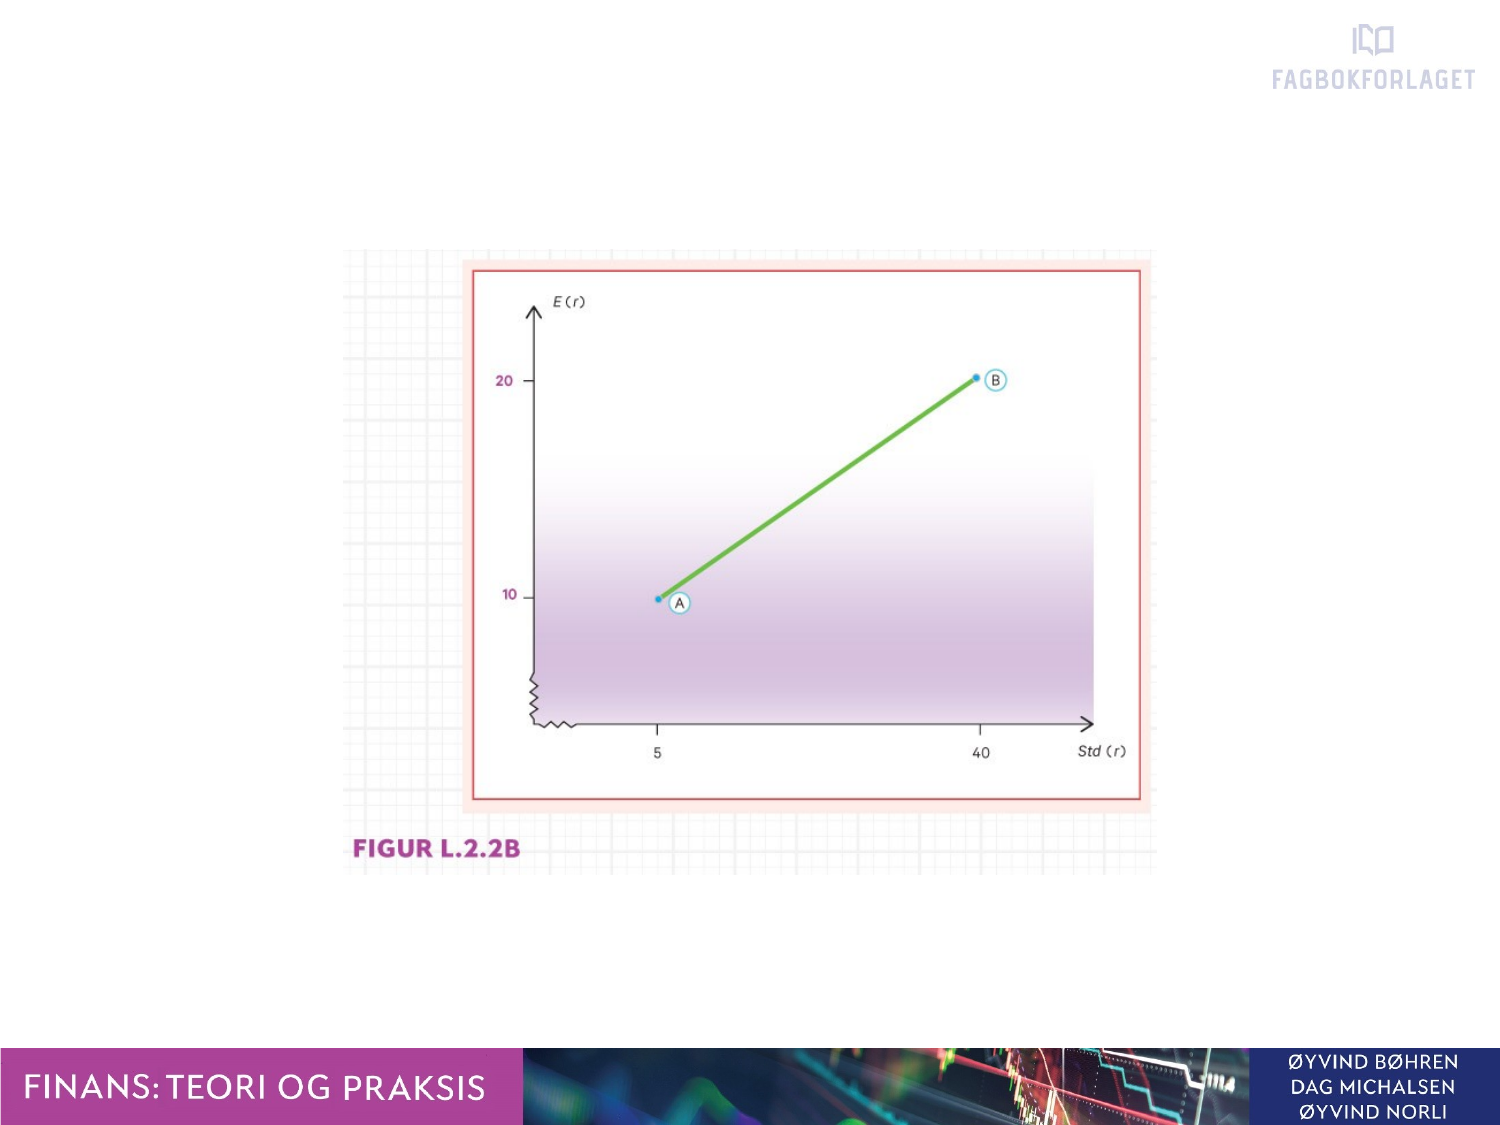 FAGBOKFORLAGET
E(r)
20
B
10
A
5
40
Std (r)
FIGUR L.2.2B
FINANS: TEORI OG PRAKSIS
ØYVIND BØHREN
DAG MICHALSEN
ØYVIND NORLI